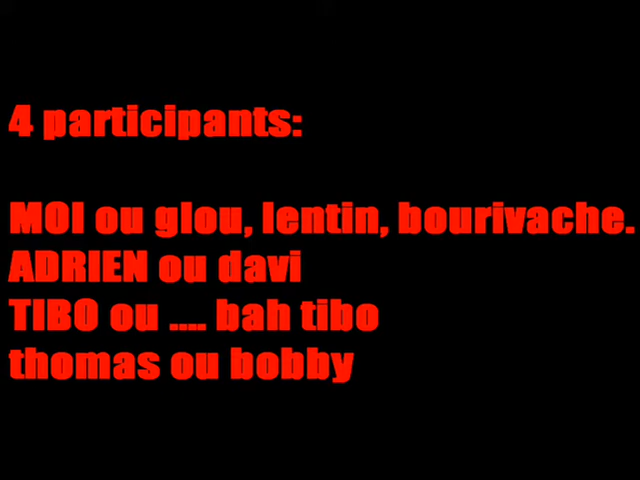 4 participants:
MOI ou glou, lentin, bourivache.
ADRIEN ou davi
TIBO ou .... bah tibo
thomas ou bobby